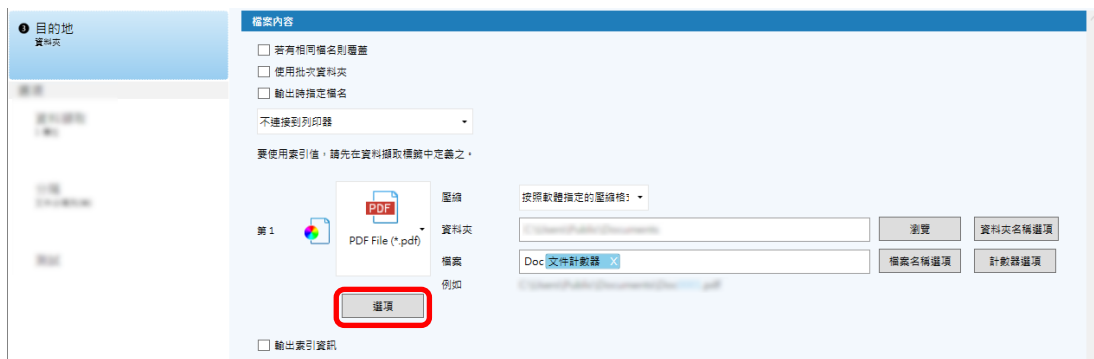 ❸ 目的地
資料夾
檔案內容
若有相同檔名則覆蓋
使用批次資料夾
輸出時指定檔名
不連接到列印器
要使用索引值，請先在資料擷取標籤中定義之。
第 1
PDF
PDF File (*.pdf)
選項
壓縮 按照軟體指定的壓縮格式
資料夾 瀏覽 資料夾名稱選項
檔案 Doc 文件計數器 X 檔案名稱選項 計數器選項
例如
輸出索引資訊